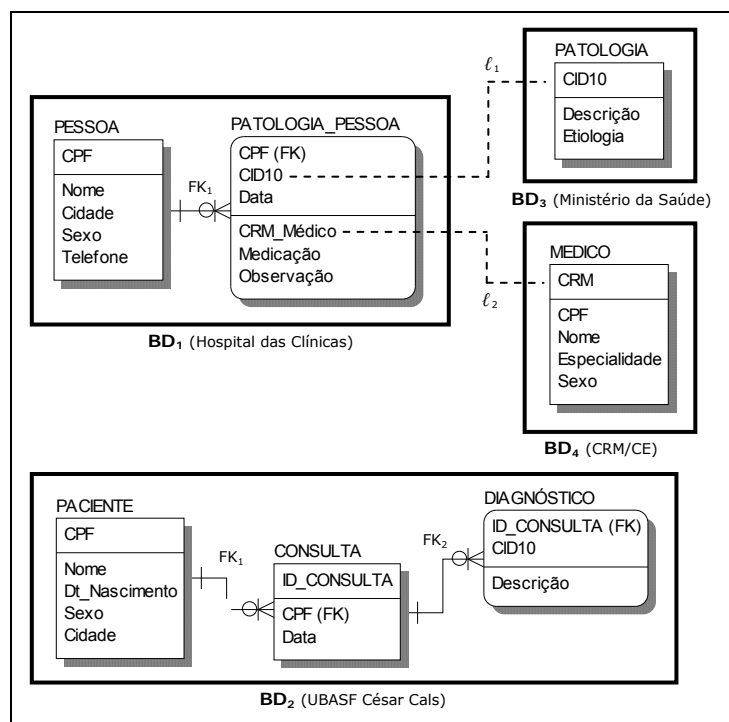 PESSOA
CPF
Nome
Cidade
Sexo
Telefone
FK1
PATOLOGIA_PESSOA
CPF (FK)
CID10
Data
CRM_Médico
Medicação
Observação
BD1 (Hospital das Clínicas)
ℓ1
PATOLOGIA
CID10
Descrição
Etiologia
BD3 (Ministério da Saúde)
ℓ2
MEDICO
CRM
CPF
Nome
Especialidade
Sexo
BD4 (CRM/CE)
PACIENTE
CPF
Nome
Dt_Nascimento
Sexo
Cidade
FK1
CONSULTA
ID_CONSULTA
CPF (FK)
Data
FK2
DIAGNÓSTICO
ID_CONSULTA (FK)
CID10
Descrição
BD2 (UBASF César Cals)